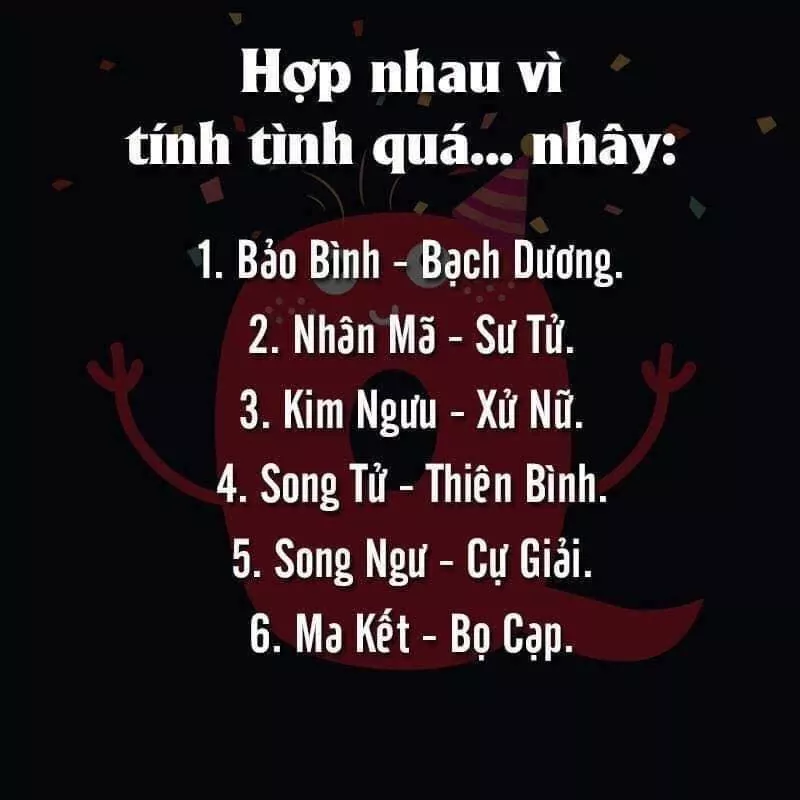 Hợp nhau vì
tính tình quá... nhây:
1. Bảo Bình - Bạch Dương.
2. Nhân Mã - Sư Tử.
3. Kim Ngưu - Xử Nữ.
4. Song Tử - Thiên Bình.
5. Song Ngư - Cự Giải.
6. Ma Kết - Bọ Cạp.